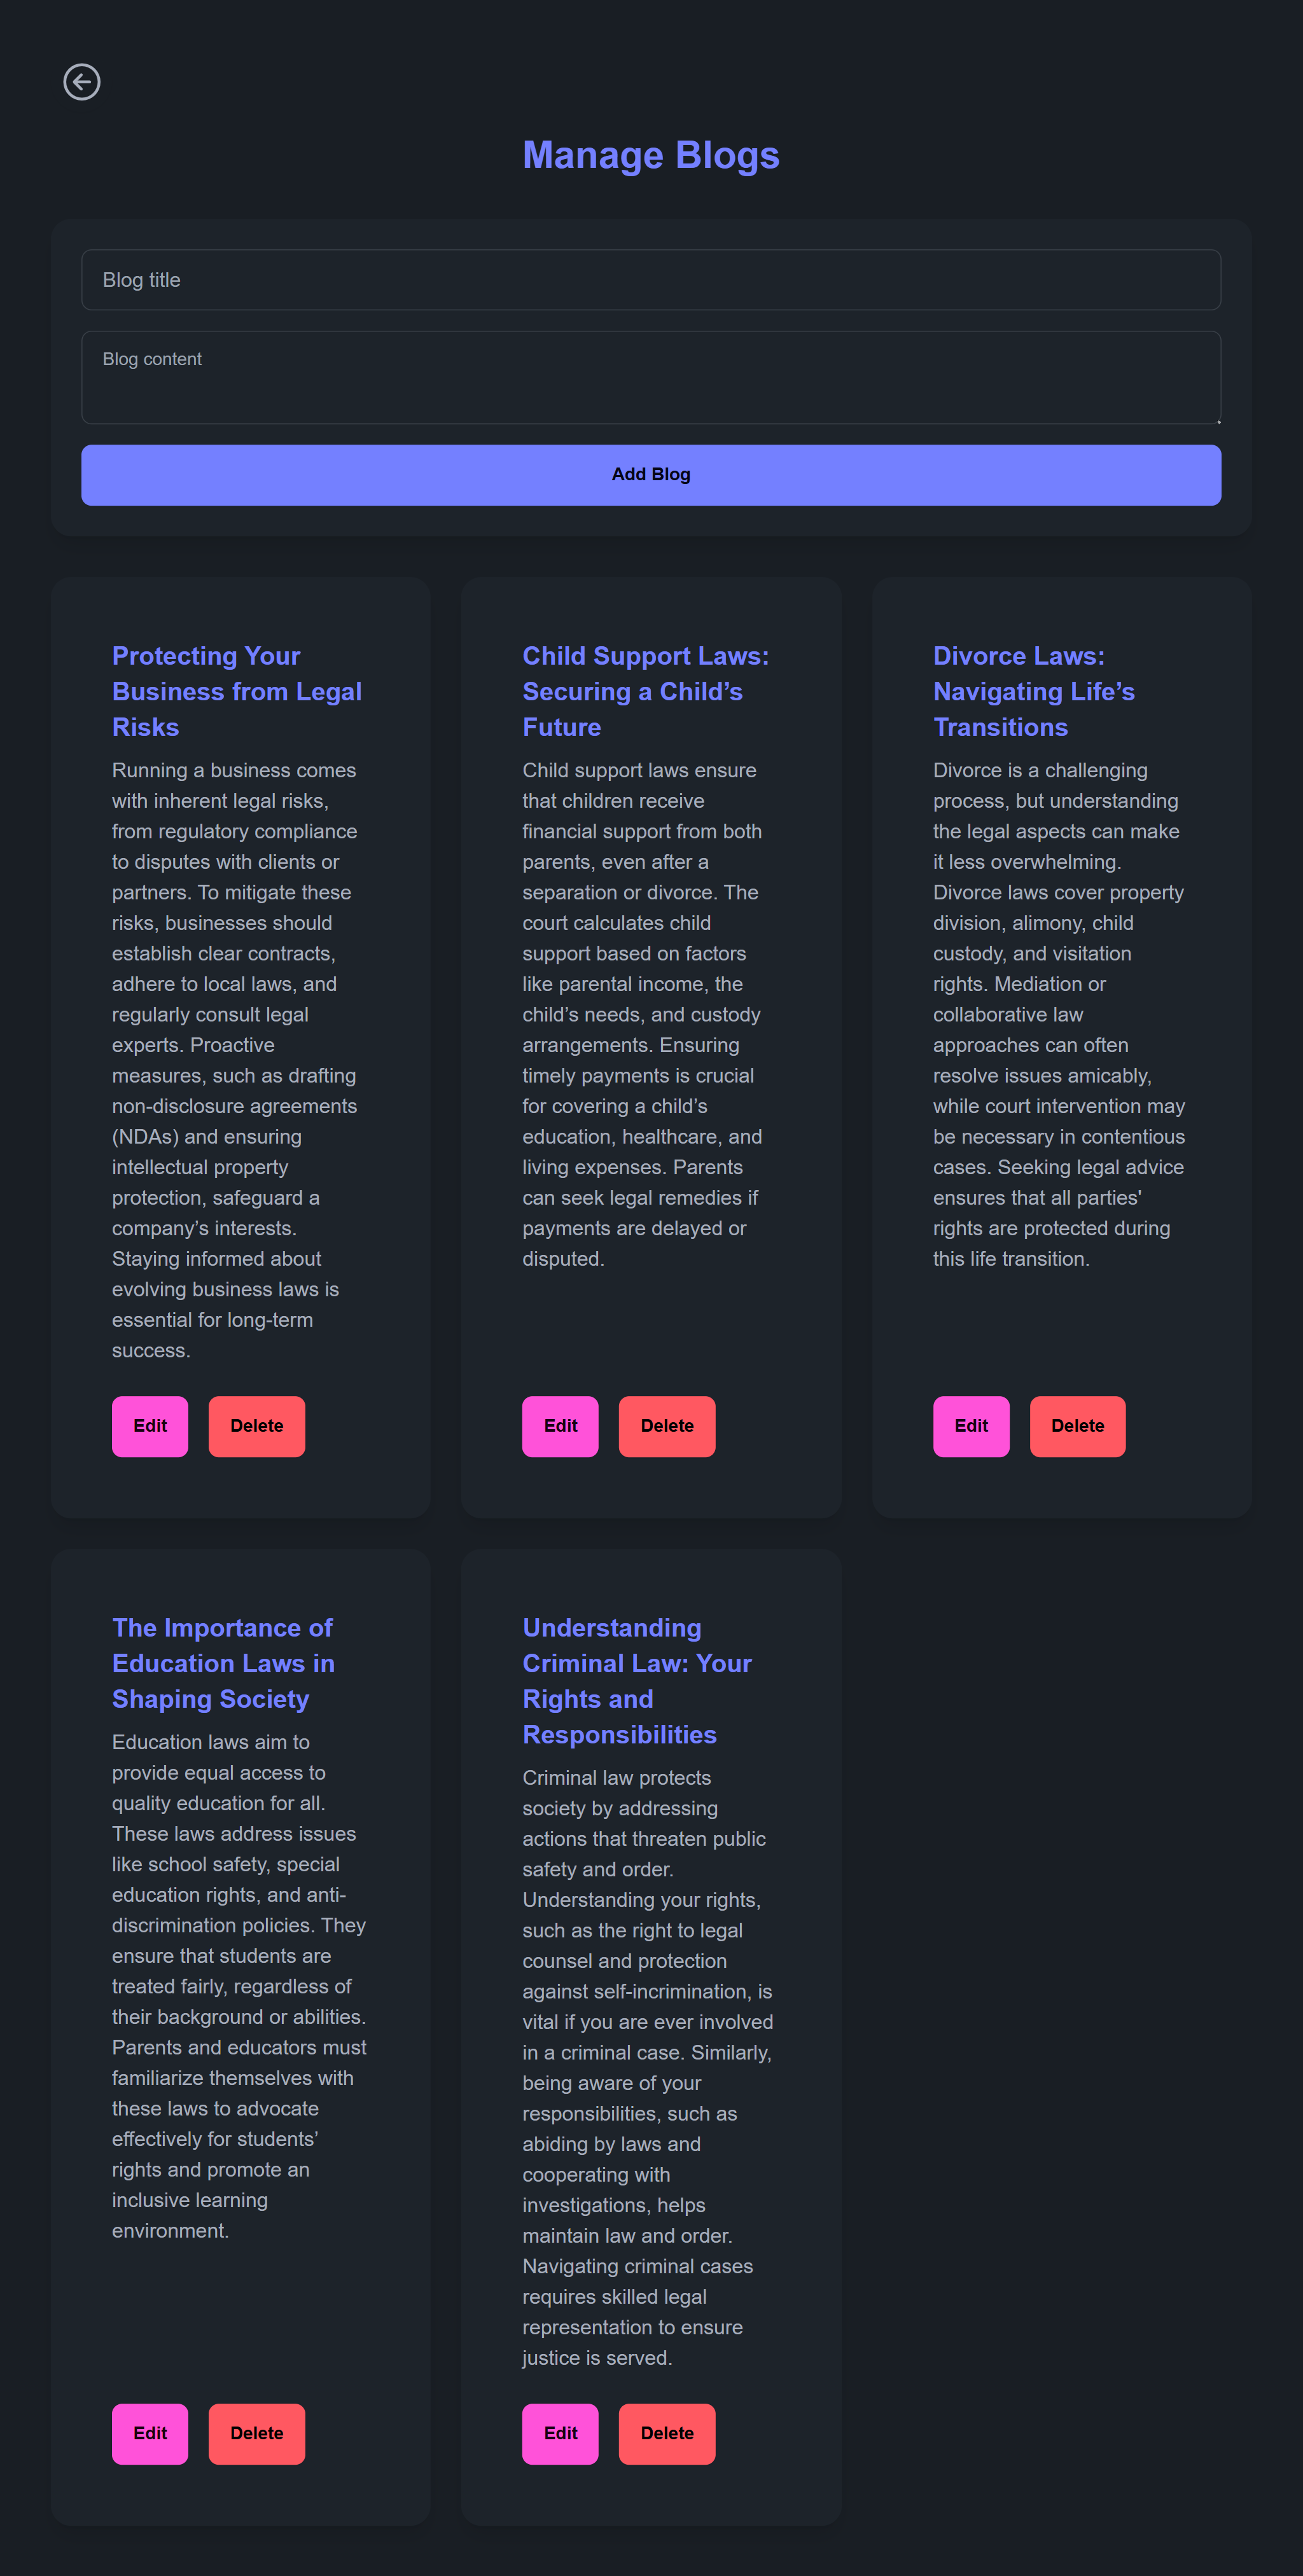 Manage Blogs
Blog title
Blog content
Add Blog
Protecting Your
Business from Legal
Risks
Running a business comes
with inherent legal risks,
from regulatory compliance
to disputes with clients or
partners. To mitigate these
risks, businesses should
establish clear contracts,
adhere to local laws, and
regularly consult legal
experts. Proactive
measures, such as drafting
non-disclosure agreements
(NDAs) and ensuring
intellectual property
protection, safeguard a
company’s interests.
Staying informed about
evolving business laws is
essential for long-term
success.
Edit
Delete
Child Support Laws:
Securing a Child’s
Future
Child support laws ensure
that children receive
financial support from both
parents, even after a
separation or divorce. The
court calculates child
support based on factors
like parental income, the
child’s needs, and custody
arrangements. Ensuring
timely payments is crucial
for covering a child’s
education, healthcare, and
living expenses. Parents
can seek legal remedies if
payments are delayed or
disputed.
Edit
Delete
Divorce Laws:
Navigating Life’s
Transitions
Divorce is a challenging
process, but understanding
the legal aspects can make
it less overwhelming.
Divorce laws cover property
division, alimony, child
custody, and visitation
rights. Mediation or
collaborative law
approaches can often
resolve issues amicably,
while court intervention may
be necessary in contentious
cases. Seeking legal advice
ensures that all parties'
rights are protected during
this life transition.
Edit
Delete
The Importance of
Education Laws in
Shaping Society
Education laws aim to
provide equal access to
quality education for all.
These laws address issues
like school safety, special
education rights, and anti-
discrimination policies. They
ensure that students are
treated fairly, regardless of
their background or abilities.
Parents and educators must
familiarize themselves with
these laws to advocate
effectively for students’
rights and promote an
inclusive learning
environment.
Edit
Delete
Understanding
Criminal Law: Your
Rights and
Responsibilities
Criminal law protects
society by addressing
actions that threaten public
safety and order.
Understanding your rights,
such as the right to legal
counsel and protection
against self-incrimination, is
vital if you are ever involved
in a criminal case. Similarly,
being aware of your
responsibilities, such as
abiding by laws and
cooperating with
investigations, helps
maintain law and order.
Navigating criminal cases
requires skilled legal
representation to ensure
justice is served.
Edit
Delete